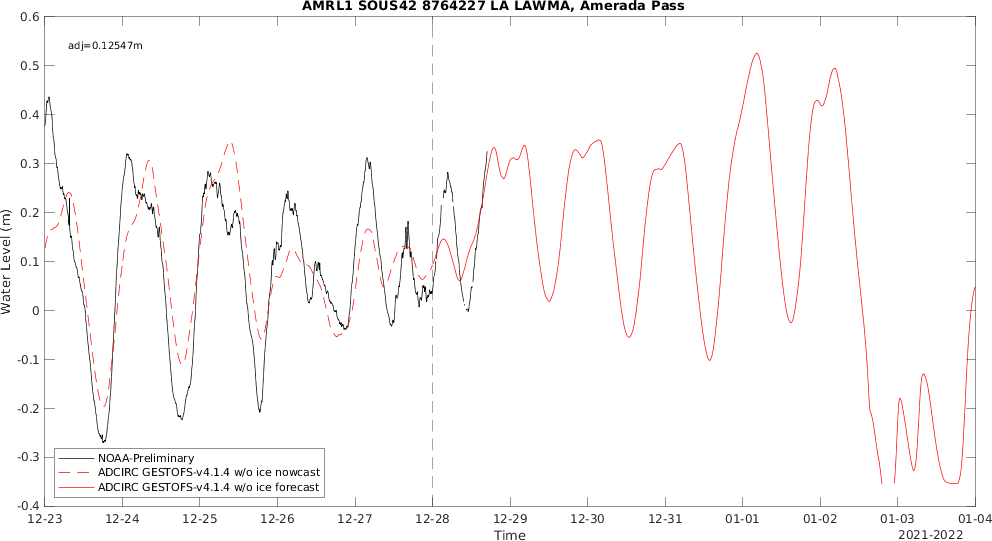 AMRL1 SOUS42 8764227 LA LAWMA, Amerada Pass
adj=0.12547m
0.6
0.5
0.4
0.3
0.2
0.1
0
-0.1
-0.2
-0.3
-0.4
Water Level (m)
NOAA-Preliminary
ADCIRC GESTOFS-v4.1.4 w/o ice nowcast
ADCIRC GESTOFS-v4.1.4 w/o ice forecast
12-23 12-24 12-25 12-26 12-27 12-28 12-29 12-30 12-31 01-01 01-02 01-03 01-04
Time
2021-2022